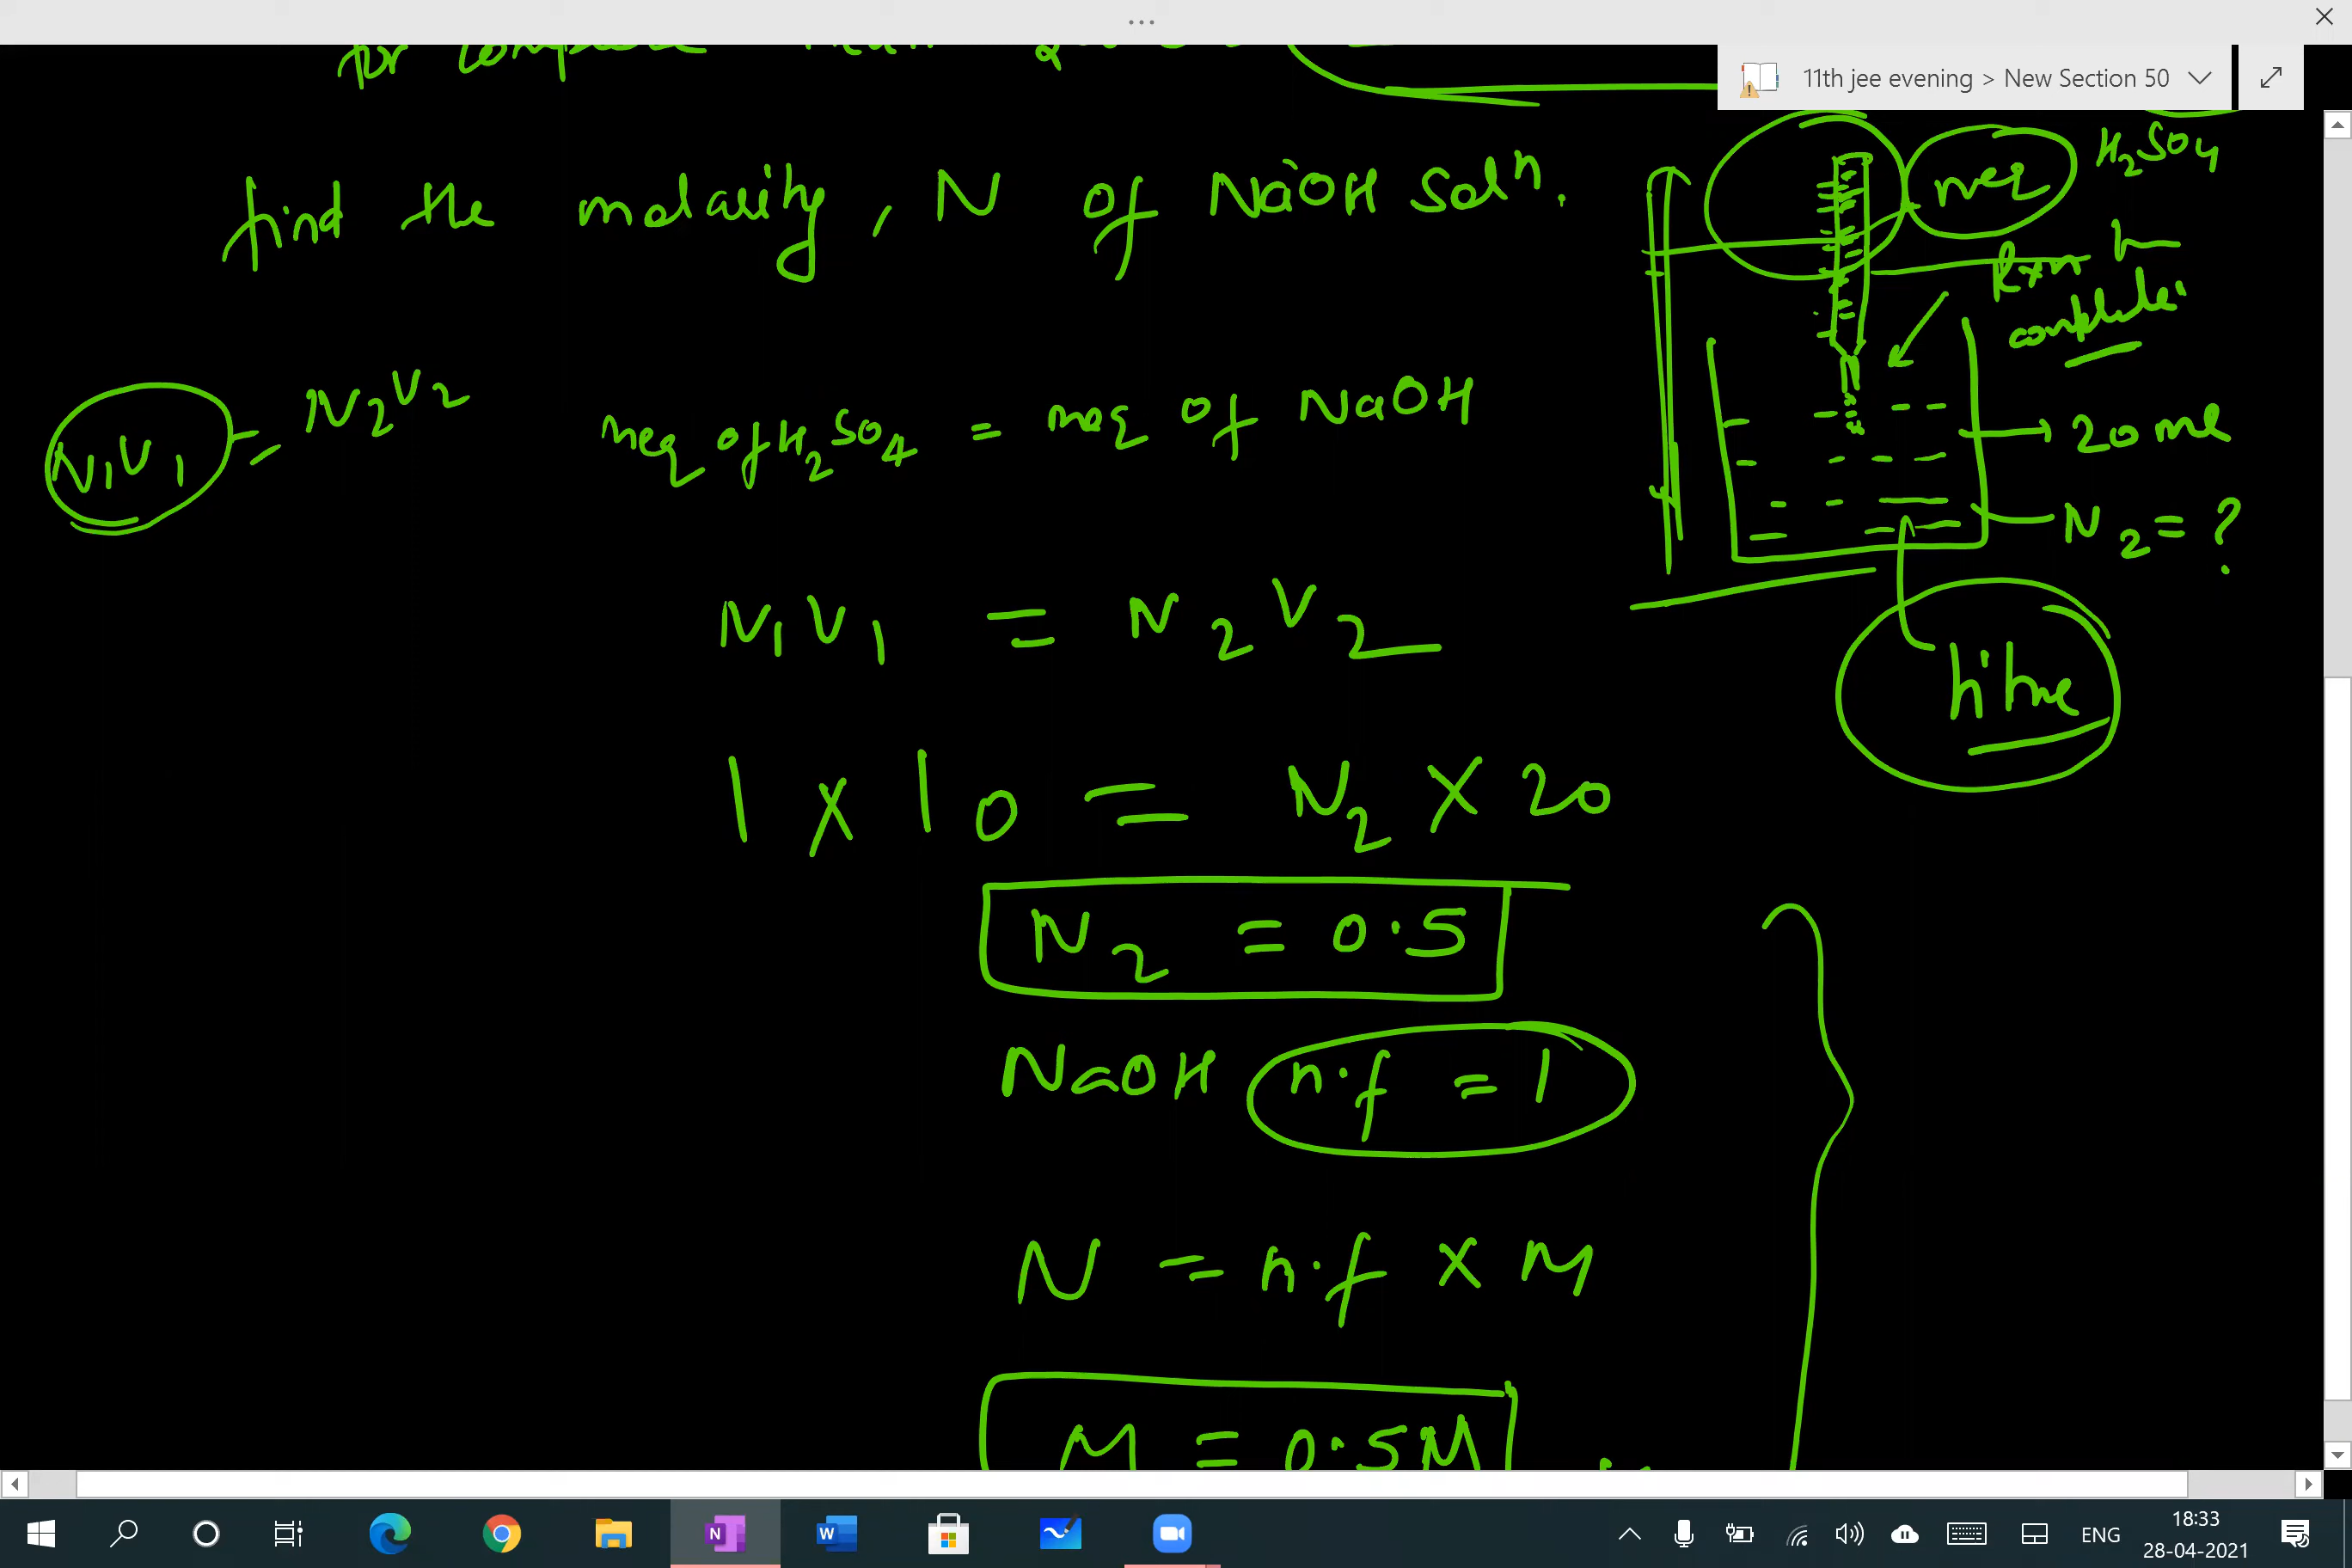 for
11th jee evening > New Section 50
find the molarity, N of NaOH Solⁿ.
meq H₂SO₄
complete
N₁V₁ = N₂V₂
meq of H₂SO₄ = meq of NaOH
20 ml
N₂ = ?
N₁V₁ = N₂V₂
1 X 10 = N₂ X 20
N₂ = 0.5
NaOH n.f = 1
N = n.f X M
M = 0.5M
ENG
18:33
28-04-2021